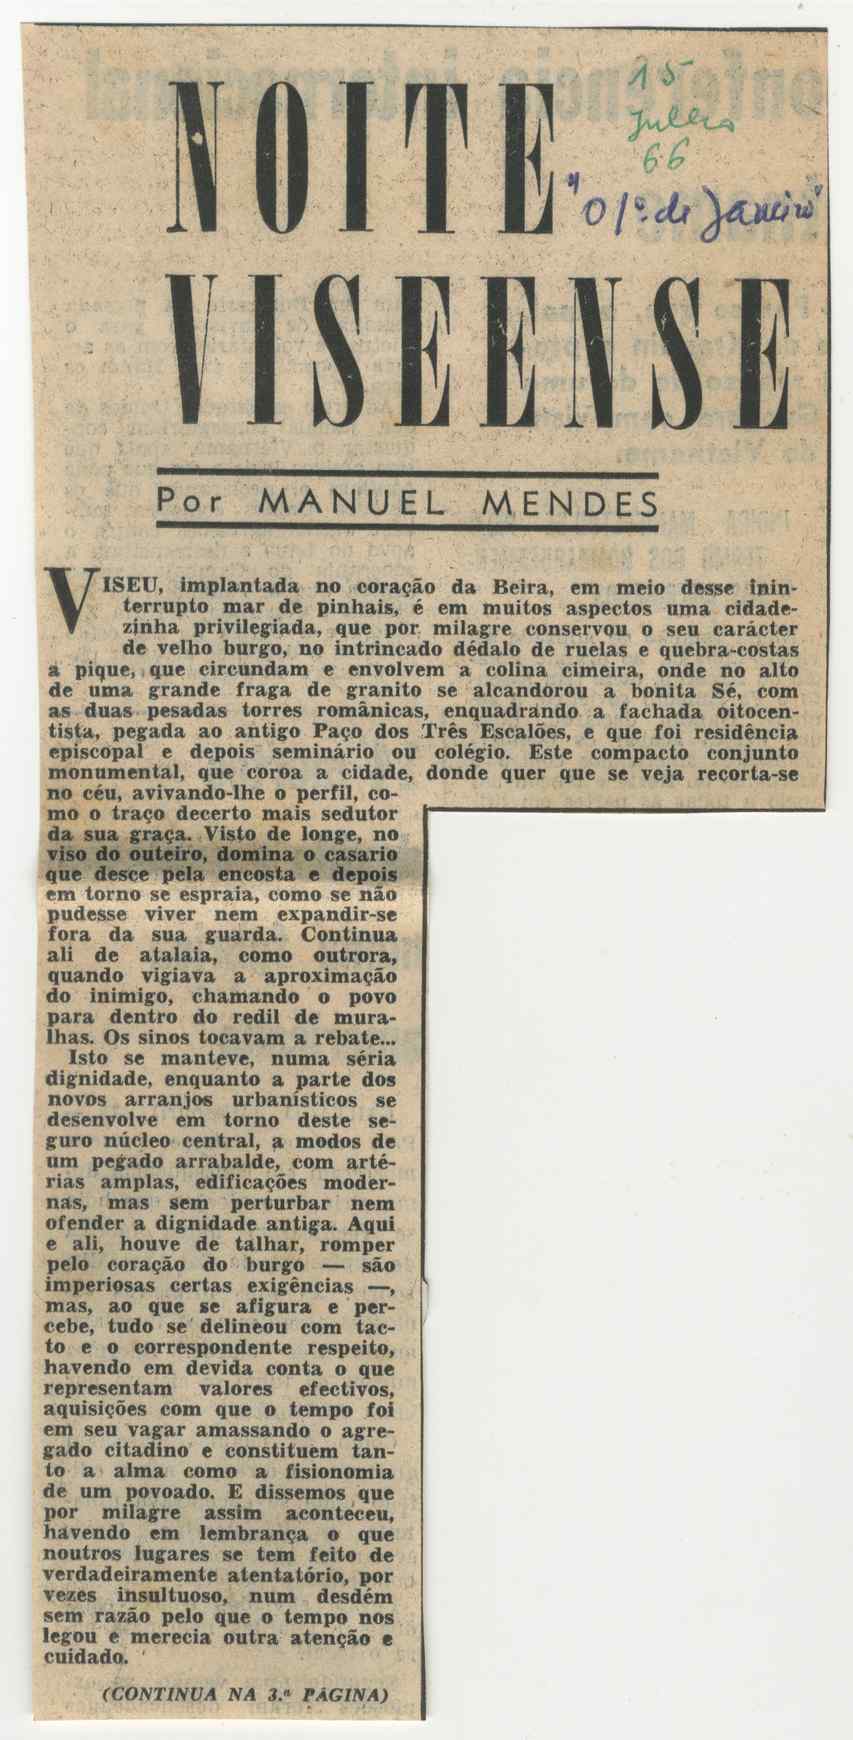 NOITE
15
Julho
66
"O 1º de Janeiro"
VISEENSE
Por MANUEL MENDES
VISEU, implantada no coração da Beira, em meio desse inin-
terrupto mar de pinhais, é em muitos aspectos uma cidade-
zinha privilegiada, que por milagre conservou o seu carácter
de velho burgo, no intrincado dédalo de ruelas e quebra-costas
a pique, que circundam e envolvem a colina cimeira, onde no alto
de uma grande fraga de granito se alcandorou a bonita Sé, com
as duas pesadas torres românicas, enquadrando a fachada oitocen-
tista, pegada ao antigo Paço dos Três Escalões, e que foi residência
episcopal e depois seminário ou colégio. Este compacto conjunto
monumental, que coroa a cidade, donde quer que se veja recorta-se
no céu, avivando-lhe o perfil, co-
mo o traço decerto mais sedutor
da sua graça. Visto de longe, no
viso do outeiro, domina o casario
que desce pela encosta e depois
em torno se espraia, como se não
pudesse viver nem expandir-se
fora da sua guarda. Continua
ali de atalaia, como outrora,
quando vigiava a aproximação
do inimigo, chamando o povo
para dentro do redil de mura-
lhas. Os sinos tocavam a rebate...
Isto se manteve, numa séria
dignidade, enquanto a parte dos
novos arranjos urbanísticos se
desenvolve em torno deste se-
guro núcleo central, a modos de
um pegado arrabalde, com arté-
rias amplas, edificações moder-
nas, mas sem perturbar nem
ofender a dignidade antiga. Aqui
e ali, houve de talhar, romper
pelo coração do burgo — são
imperiosas certas exigências —,
mas, ao que se afigura e per-
cebe, tudo se delineou com tac-
to e o correspondente respeito,
havendo em devida conta o que
representam valores efectivos,
aquisições com que o tempo foi
em seu vagar amassando o agre-
gado citadino e constituem tan-
to a alma como a fisionomia
de um povoado. E dissemos que
por milagre assim aconteceu,
havendo em lembrança o que
noutros lugares se tem feito de
verdadeiramente atentatório, por
vezes insultuoso, num desdém
sem razão pelo que o tempo nos
legou e merecia outra atenção e
cuidado.
(CONTINUA NA 3.ª PÁGINA)